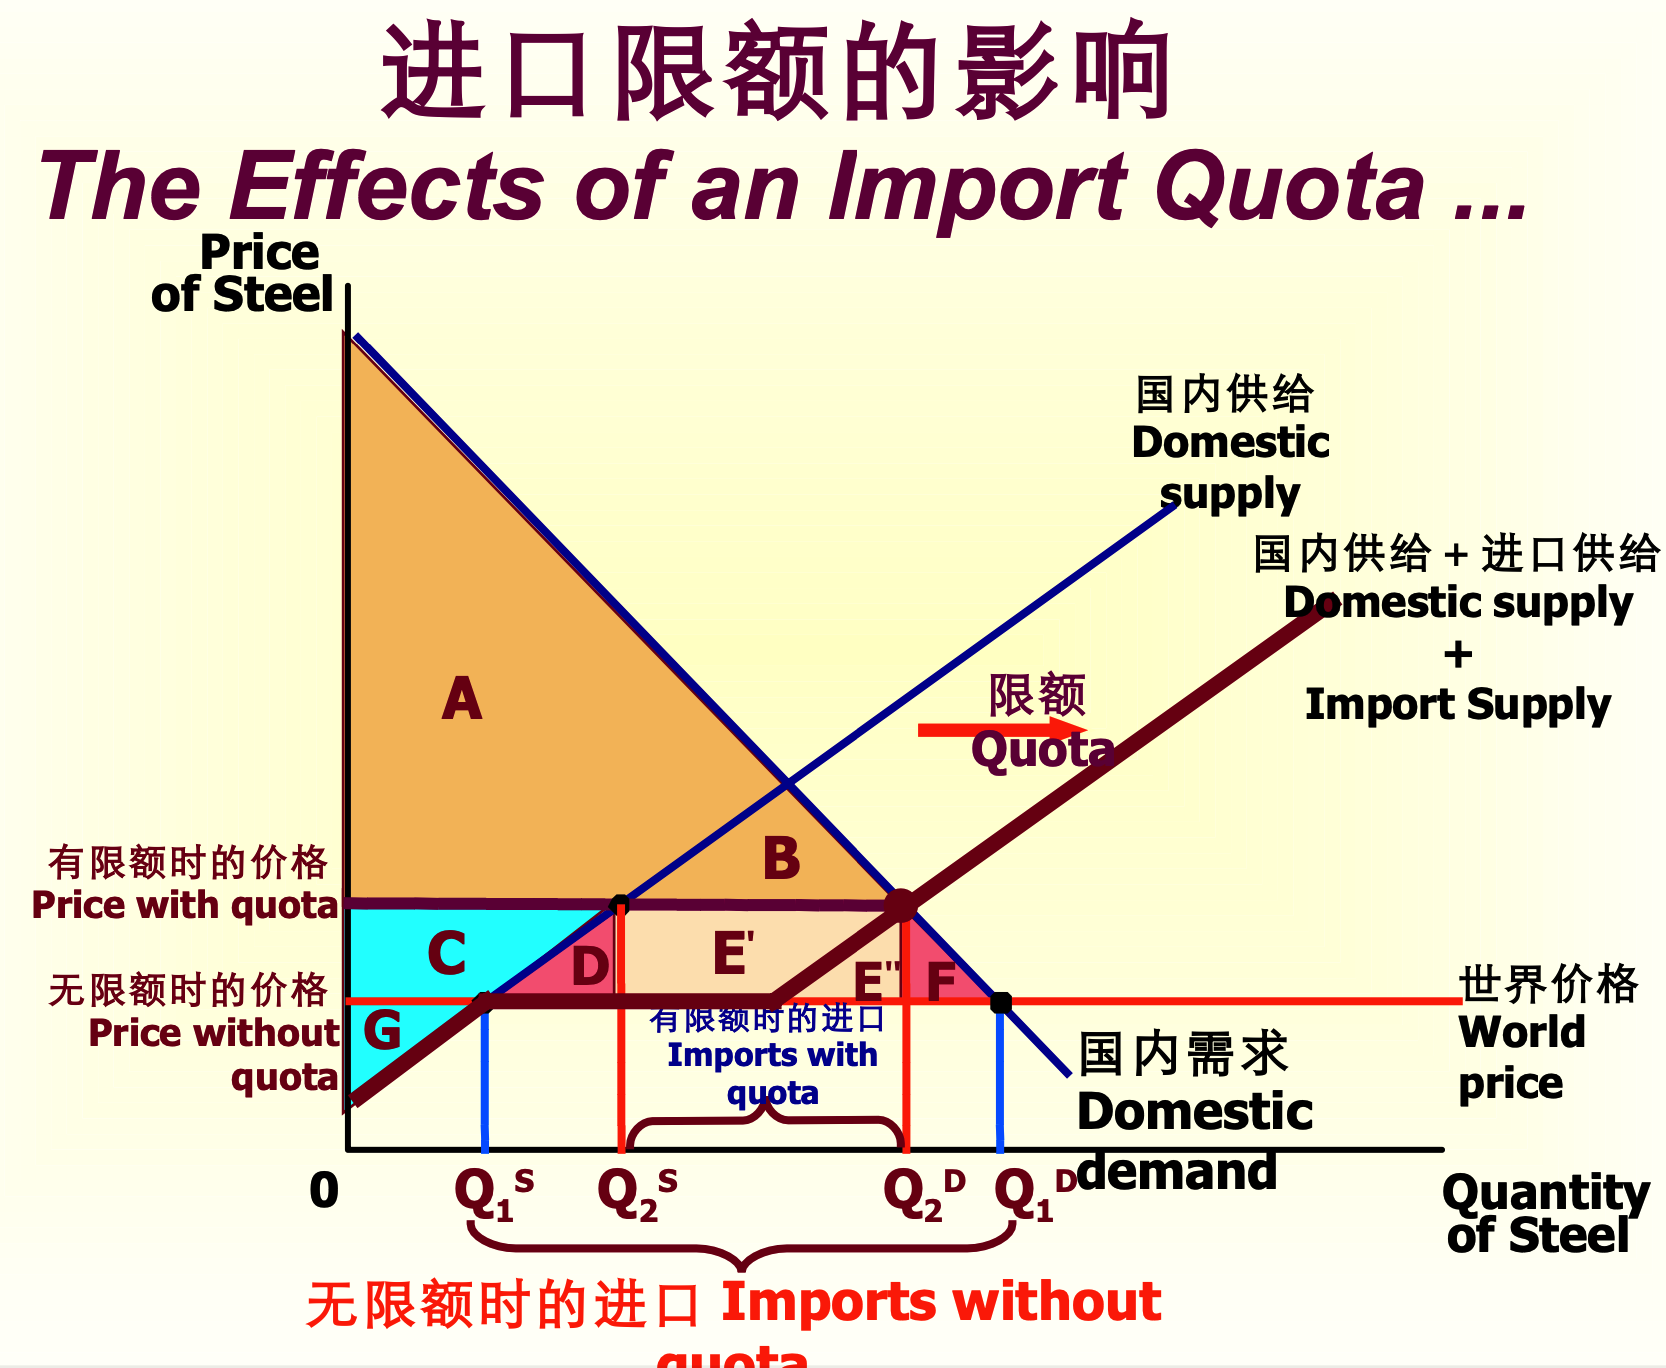 进口限额的影响
The Effects of an Import Quota ...
Price
of Steel
国内供给
Domestic
supply
国内供给＋进口供给
Domestic supply
+
Import Supply
限额
Quota
A
B
有限额时的价格
Price with quota
C
D
E'
E"
F
无限额时的价格
Price without
quota
G
世界价格
World
price
有限额时的进口
Imports with
quota
国内需求
Domestic
demand
0
Q₁ˢ
Q₂ˢ
Q₂ᴰ
Q₁ᴰ
Quantity
of Steel
无限额时的进口 Imports without
quota